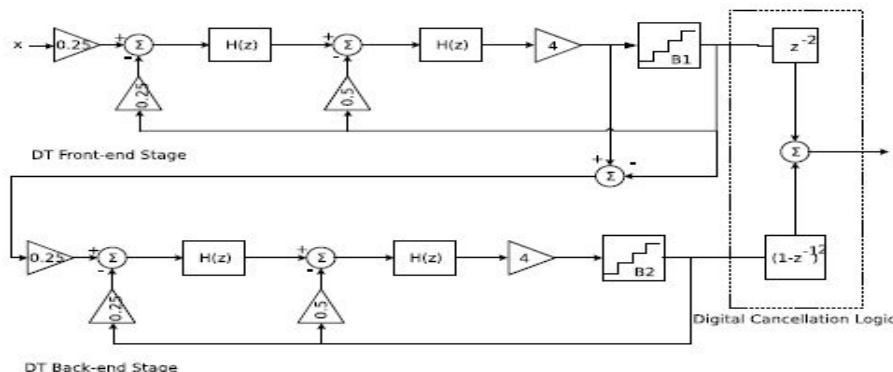 x 0.25 + Σ - H(z) + Σ - H(z) 4 B1 z⁻²
0.25 0.5
DT Front-end Stage
+ Σ -
Σ
0.25 + Σ - H(z) + Σ - H(z) 4 B2 (1-z⁻¹)²
0.25 0.5
Digital Cancellation Logic
DT Back-end Stage